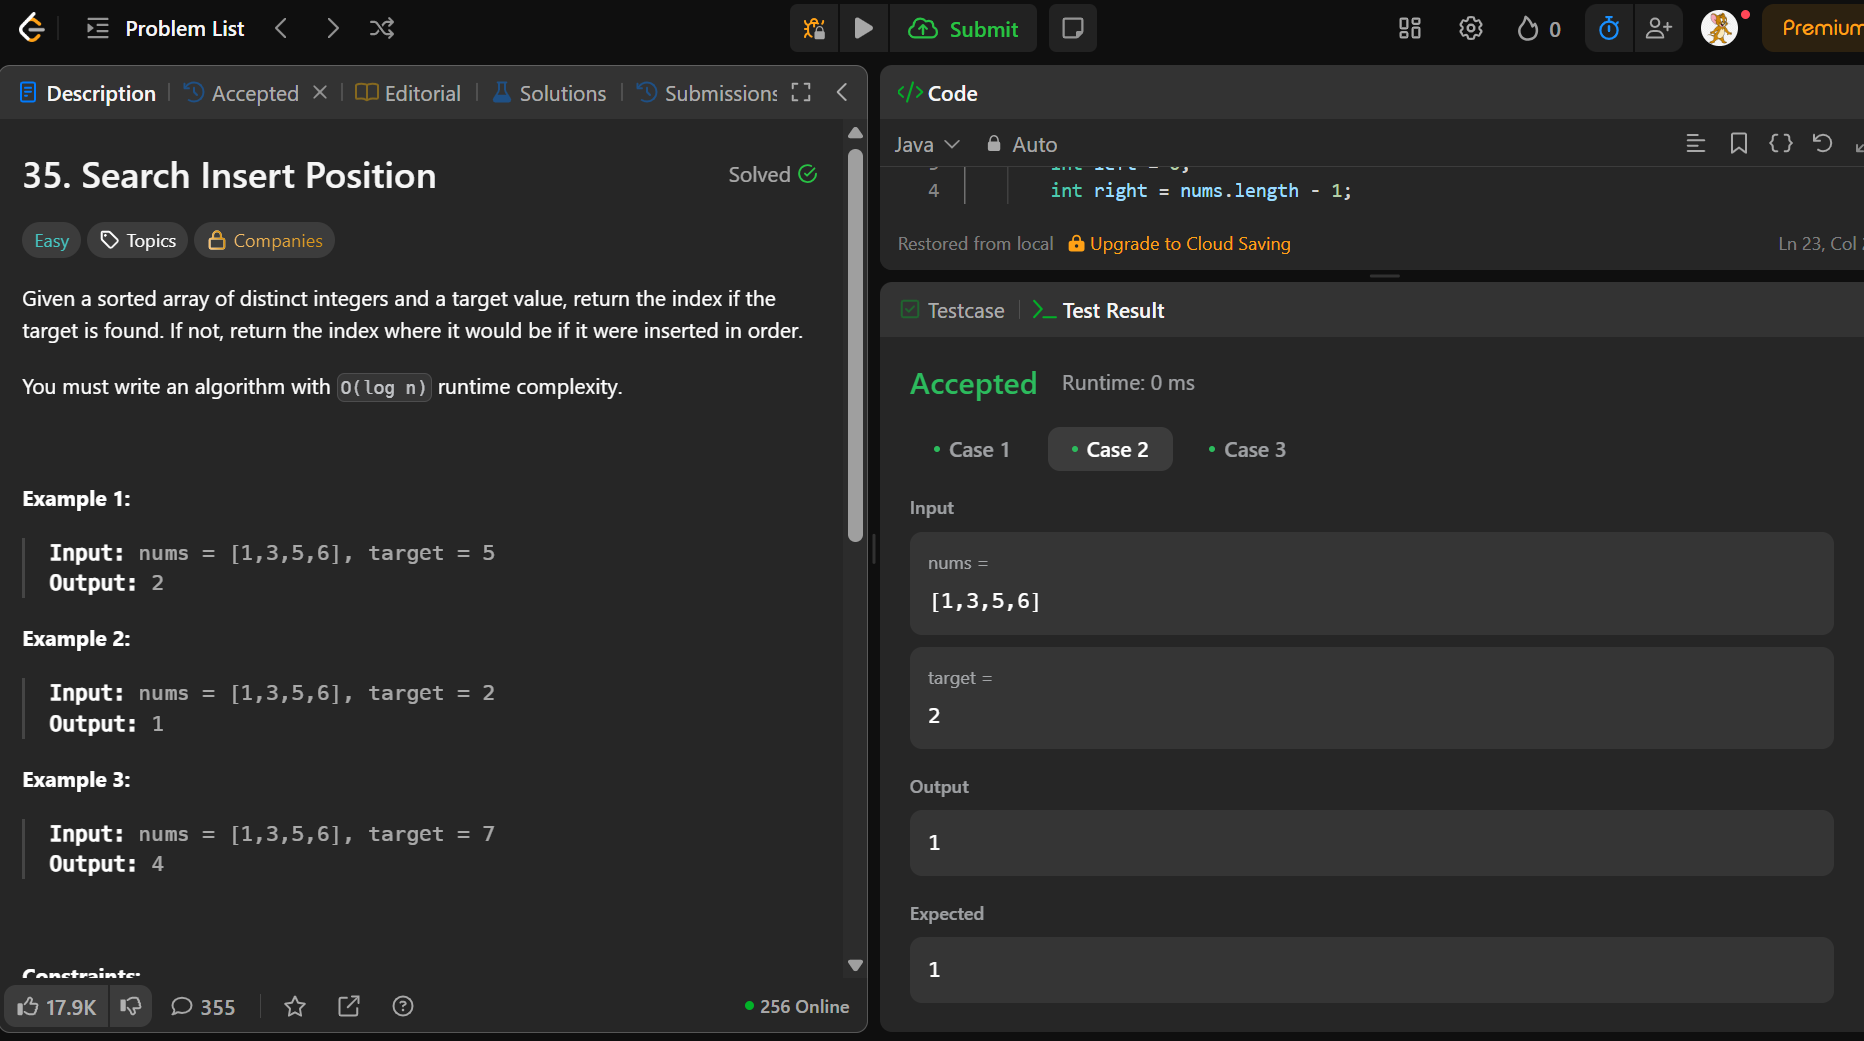 Problem List
Submit
0
Premium
Description
Accepted
Editorial
Solutions
Submissions
35. Search Insert Position
Solved
Easy
Topics
Companies
Given a sorted array of distinct integers and a target value, return the index if the
target is found. If not, return the index where it would be if it were inserted in order.
You must write an algorithm with O(log n) runtime complexity.
Example 1:
Input: nums = [1,3,5,6], target = 5
Output: 2
Example 2:
Input: nums = [1,3,5,6], target = 2
Output: 1
Example 3:
Input: nums = [1,3,5,6], target = 7
Output: 4
Constraints:
17.9K
355
256 Online
Code
Java
Auto
3 int left = 0;
4 int right = nums.length - 1;
Restored from local
Upgrade to Cloud Saving
Ln 23, Col
Testcase
Test Result
Accepted
Runtime: 0 ms
Case 1
Case 2
Case 3
Input
nums =
[1,3,5,6]
target =
2
Output
1
Expected
1